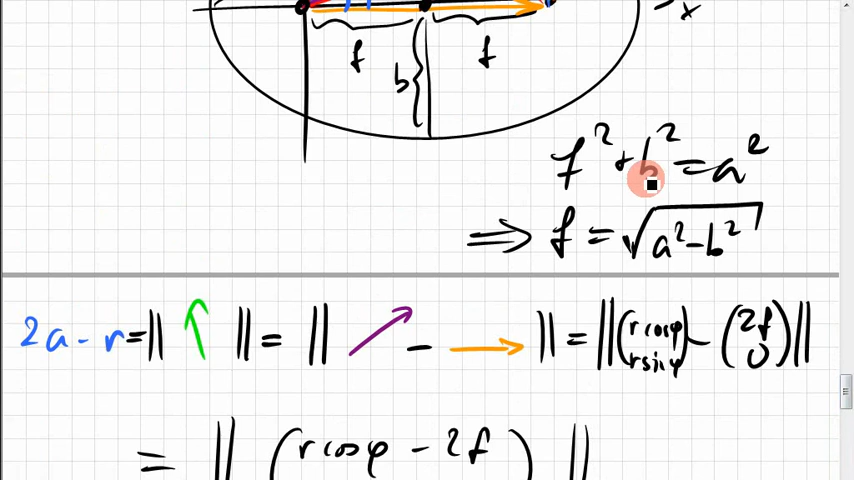 x
f f
b
f² + b² = a²
⟹ f = √(a² − b²)
2a - r = ‖ ↑ ‖ = ‖ ↗ − → ‖ = ‖ (r cos φ / r sin φ) − (2f / 0) ‖
= ‖ ( r cos φ − 2f ) ‖